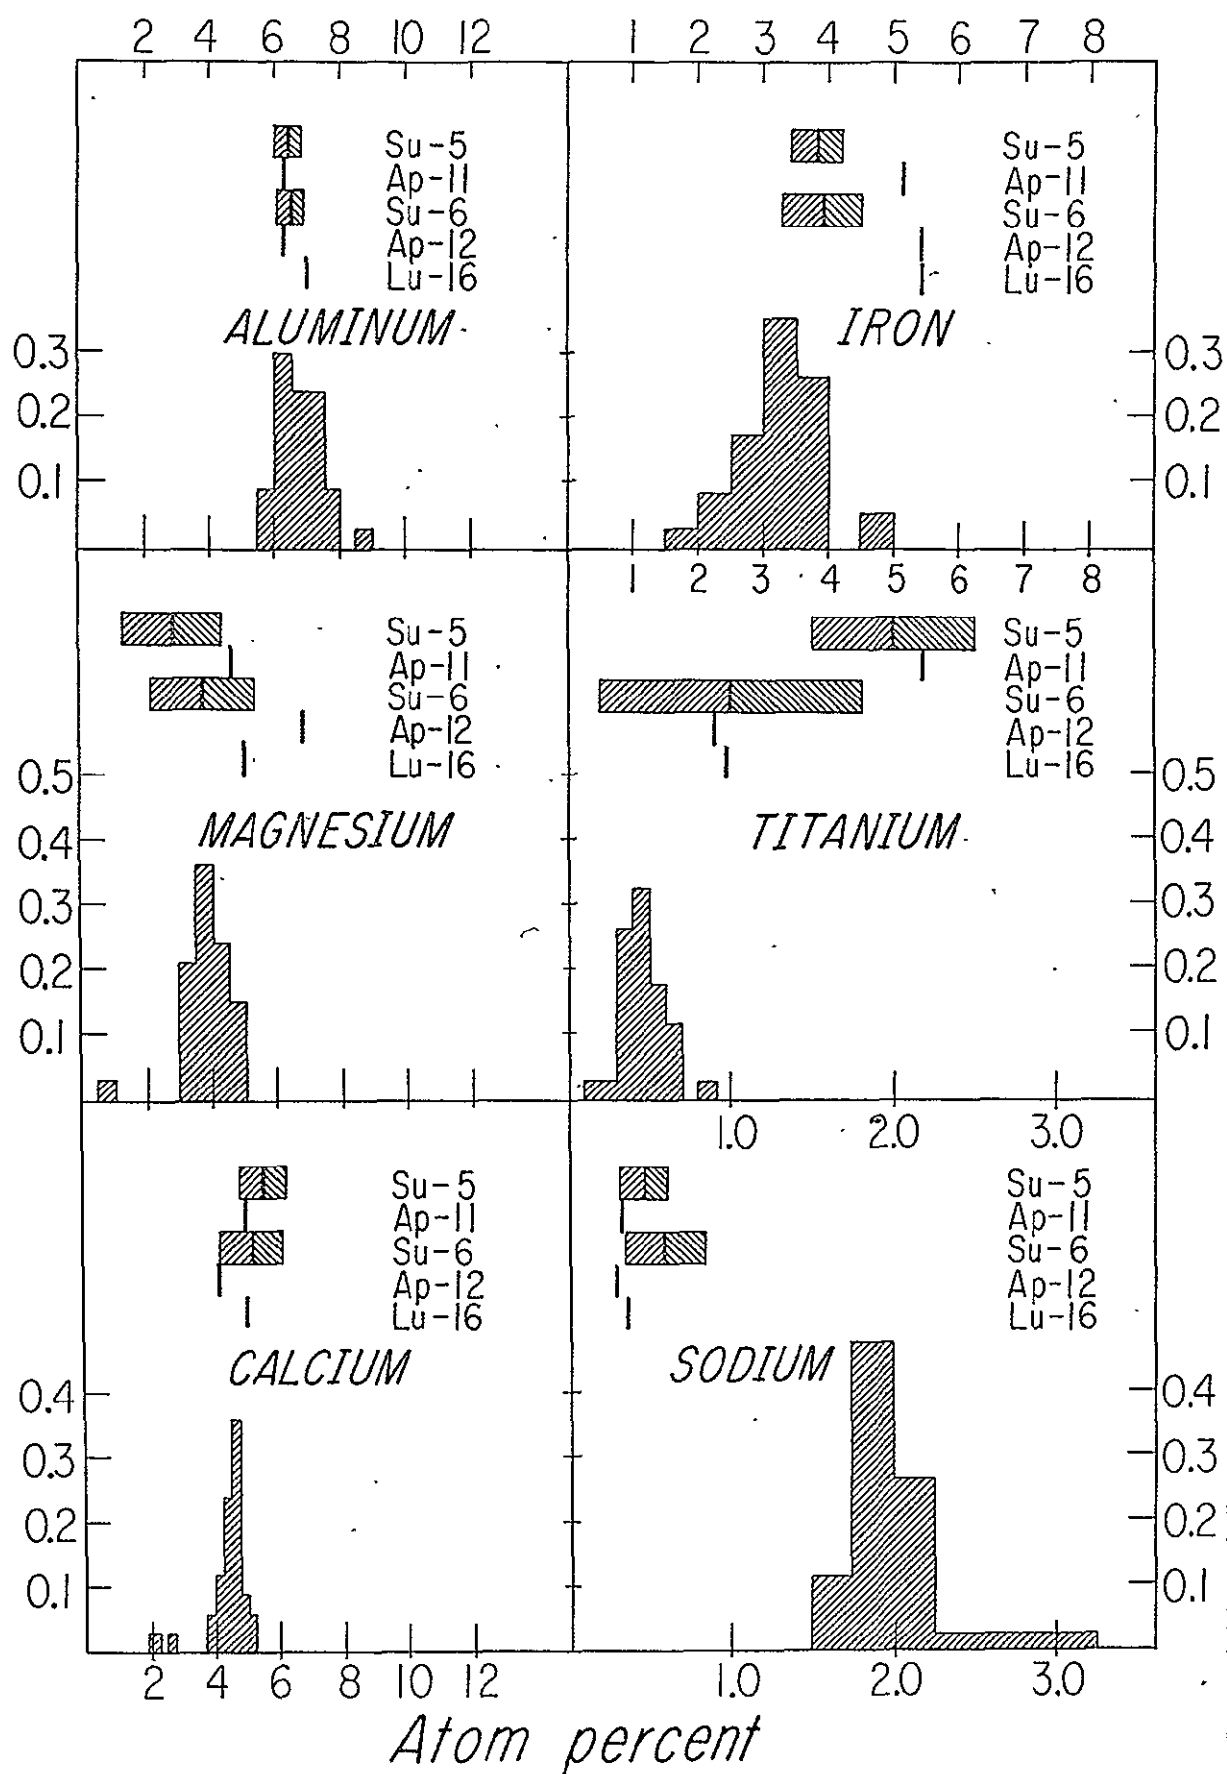 2 4 6 8 10 12
1 2 3 4 5 6 7 8
Su-5
Ap-11
Su-6
Ap-12
Lu-16
ALUMINUM
0.3
0.2
0.1
Su-5
Ap-11
Su-6
Ap-12
Lu-16
IRON
0.3
0.2
0.1
1 2 3 4 5 6 7 8
Su-5
Ap-11
Su-6
Ap-12
Lu-16
MAGNESIUM
0.5
0.4
0.3
0.2
0.1
Su-5
Ap-11
Su-6
Ap-12
Lu-16
TITANIUM
0.5
0.4
0.3
0.2
0.1
1.0 2.0 3.0
Su-5
Ap-11
Su-6
Ap-12
Lu-16
CALCIUM
0.4
0.3
0.2
0.1
2 4 6 8 10 12
Su-5
Ap-11
Su-6
Ap-12
Lu-16
SODIUM
0.4
0.3
0.2
0.1
1.0 2.0 3.0
Atom percent